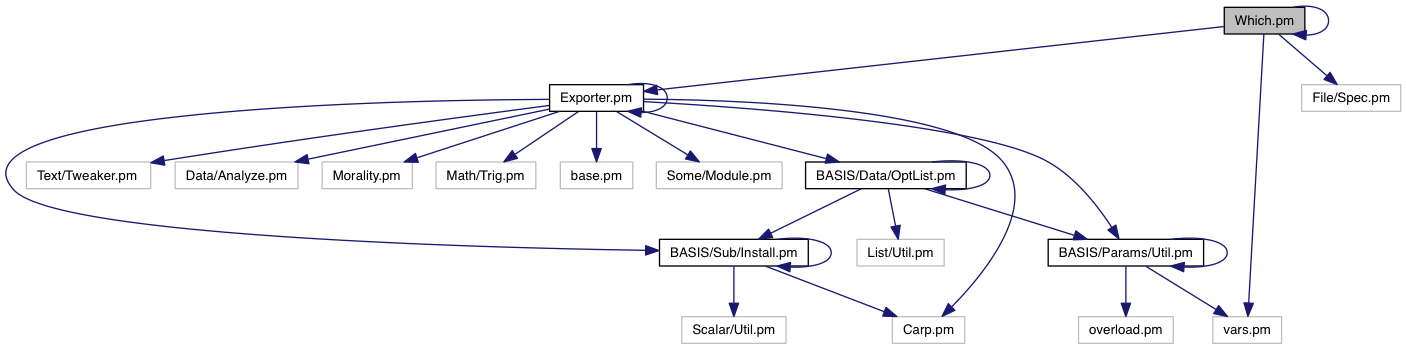 Which.pm
Exporter.pm
File/Spec.pm
Text/Tweaker.pm
Data/Analyze.pm
Morality.pm
Math/Trig.pm
base.pm
Some/Module.pm
BASIS/Data/OptList.pm
BASIS/Sub/Install.pm
List/Util.pm
BASIS/Params/Util.pm
Scalar/Util.pm
Carp.pm
overload.pm
vars.pm